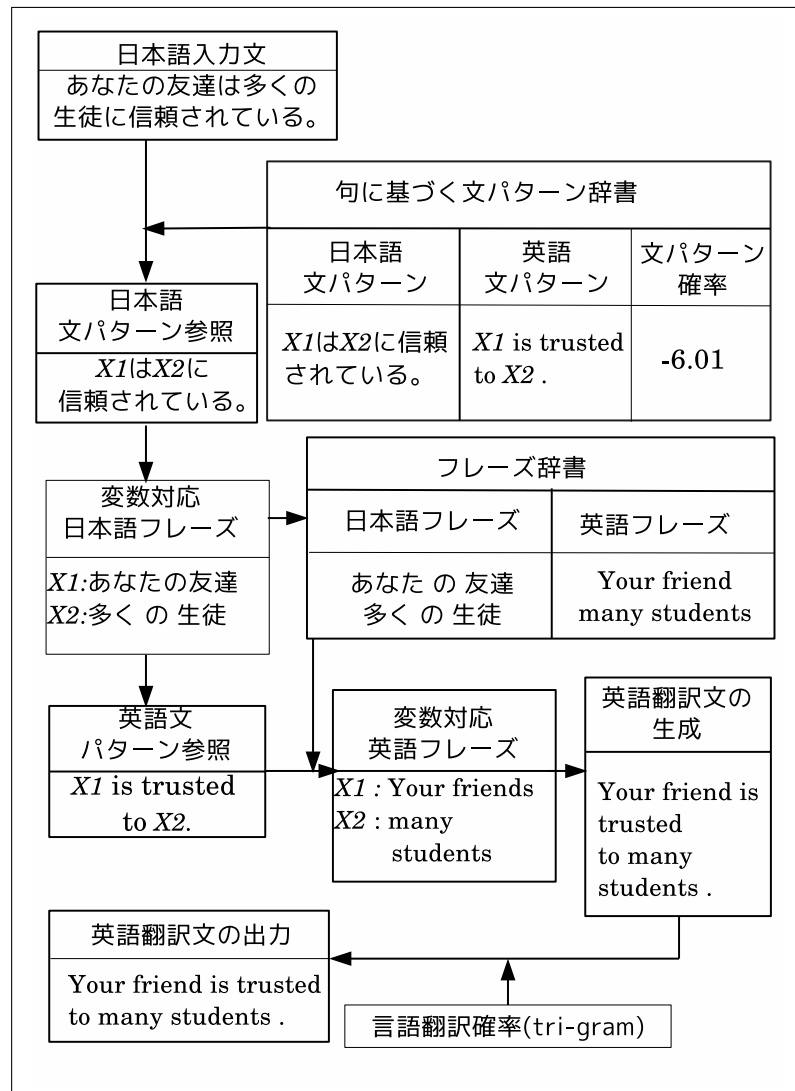 日本語入力文
あなたの友達は多くの
生徒に信頼されている。
句に基づく文パターン辞書
日本語
文パターン
英語
文パターン
文パターン
確率
X1はX2に信頼
されている。
X1 is trusted
to X2 .
-6.01
日本語
文パターン参照
X1はX2に
信頼されている。
フレーズ辞書
日本語フレーズ
英語フレーズ
あなた の 友達
多く の 生徒
Your friend
many students
変数対応
日本語フレーズ
X1:あなたの友達
X2:多く の 生徒
英語文
パターン参照
X1 is trusted
to X2.
変数対応
英語フレーズ
X1 : Your friends
X2 : many
students
英語翻訳文の
生成
Your friend is
trusted
to many
students .
英語翻訳文の出力
Your friend is trusted
to many students .
言語翻訳確率(tri-gram)